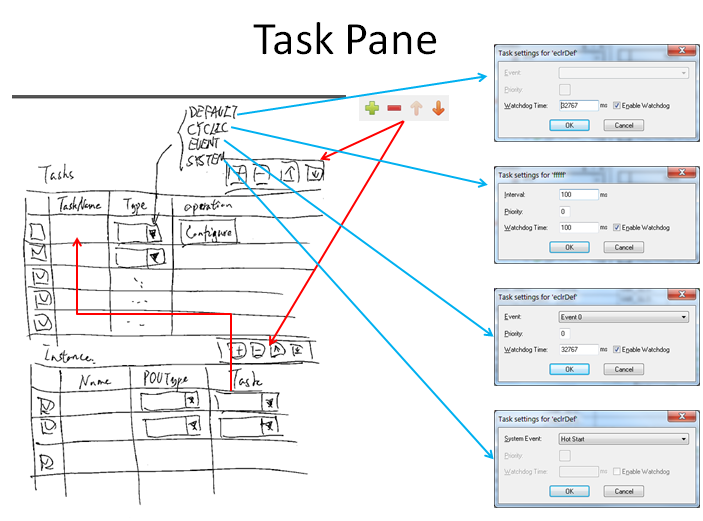 Task Pane
DEFAULT
CYCLIC
EVENT
SYSTEM
Tasks
TaskName Type operation
Configure
Instance
Name POUType Task
Task settings for 'eclrDef'
Event:
Priority:
Watchdog Time: 32767 ms Enable Watchdog
OK Cancel
Task settings for 'fffff'
Interval: 100 ms
Priority: 0
Watchdog Time: 100 ms Enable Watchdog
OK Cancel
Task settings for 'eclrDef'
Event: Event 0
Priority: 0
Watchdog Time: 32767 ms Enable Watchdog
OK Cancel
Task settings for 'eclrDef'
System Event: Hot Start
Priority:
Watchdog Time: ms Enable Watchdog
OK Cancel